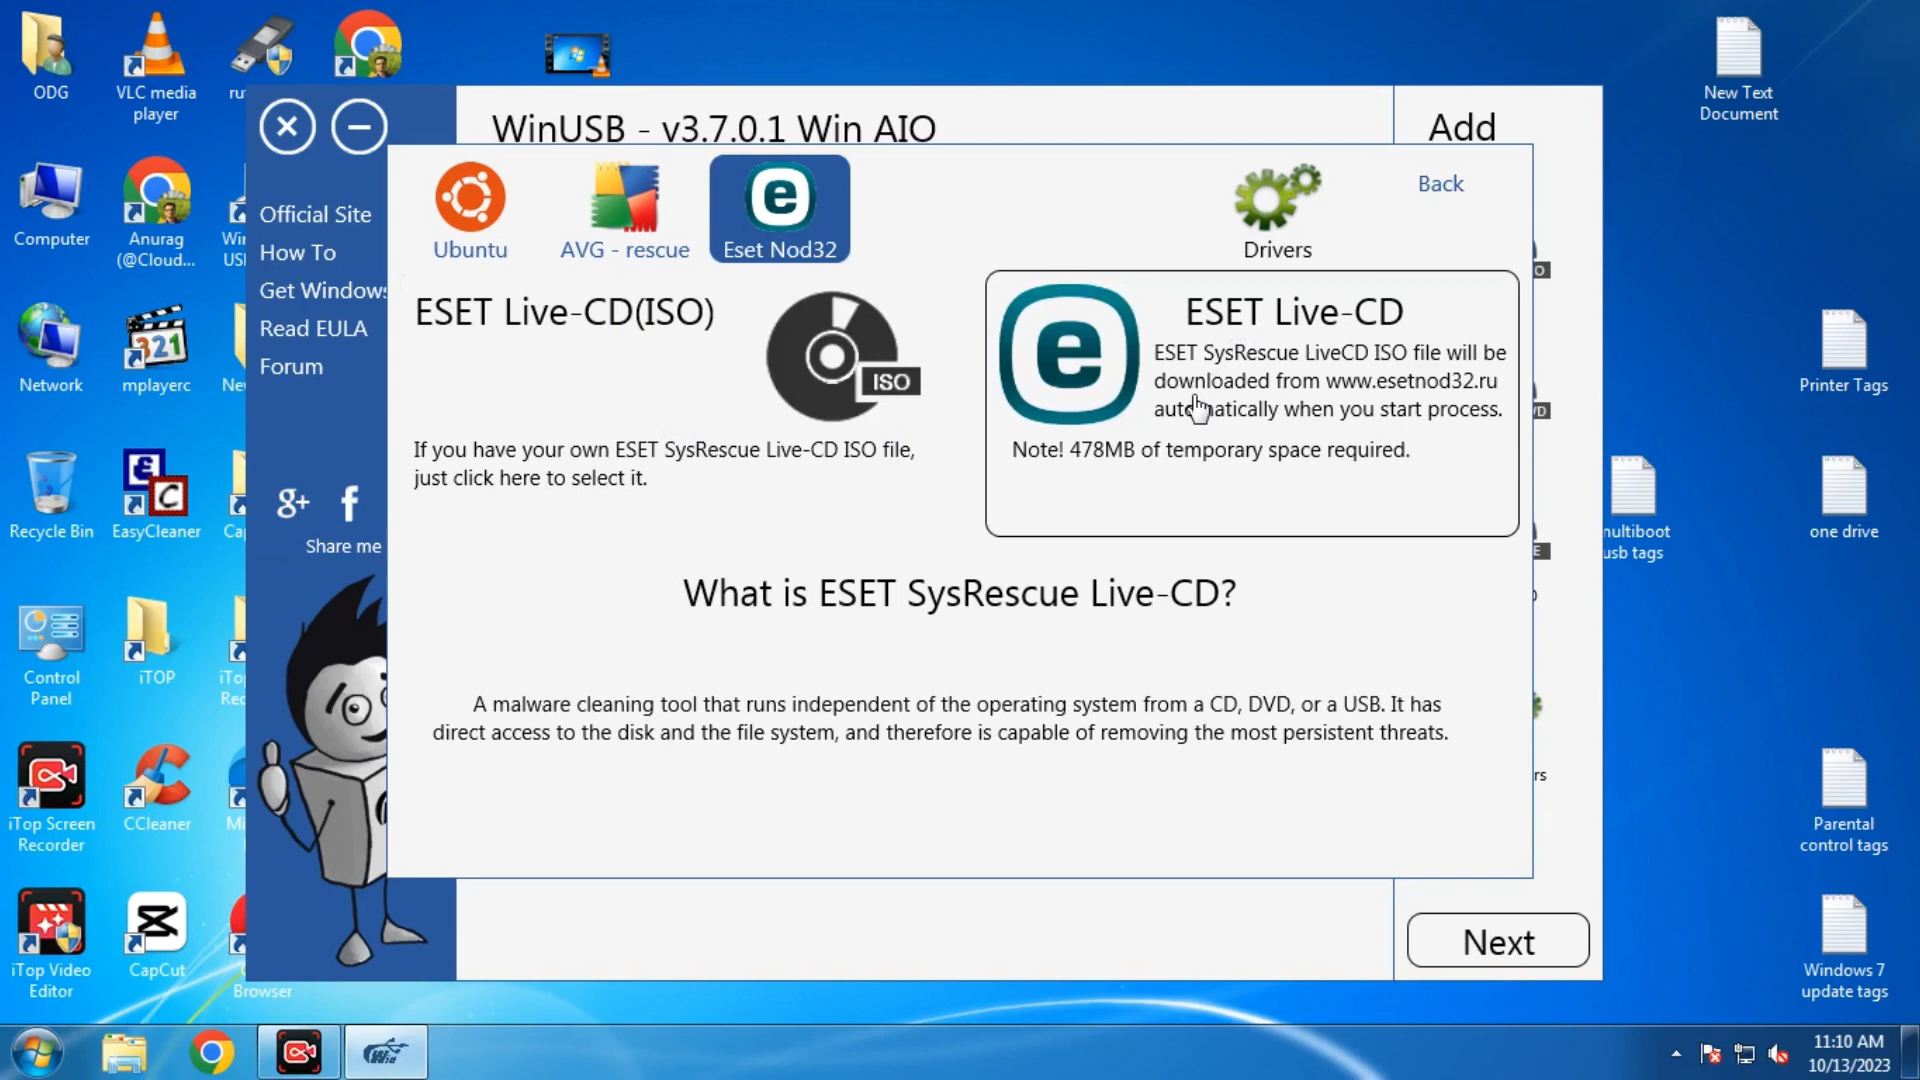 ODG
VLC media
player
New Text
Document
WinUSB - v3.7.0.1 Win AIO
Add
Computer
Anurag
(@Cloud...
Official Site
How To
Get Windows
Read EULA
Forum
Ubuntu
AVG - rescue
Eset Nod32
Drivers
Back
ESET Live-CD(ISO)
ISO
If you have your own ESET SysRescue Live-CD ISO file,
just click here to select it.
e
ESET Live-CD
ESET SysRescue LiveCD ISO file will be
downloaded from www.esetnod32.ru
automatically when you start process.
Note! 478MB of temporary space required.
Network
mplayerc
321
Printer Tags
Recycle Bin
EasyCleaner
g+ f
Share me
multiboot
usb tags
one drive
What is ESET SysRescue Live-CD?
A malware cleaning tool that runs independent of the operating system from a CD, DVD, or a USB. It has
direct access to the disk and the file system, and therefore is capable of removing the most persistent threats.
Control
Panel
iTOP
iTop Screen
Recorder
CCleaner
Parental
control tags
iTop Video
Editor
CapCut
Browser
Next
Windows 7
update tags
11:10 AM
10/13/2023